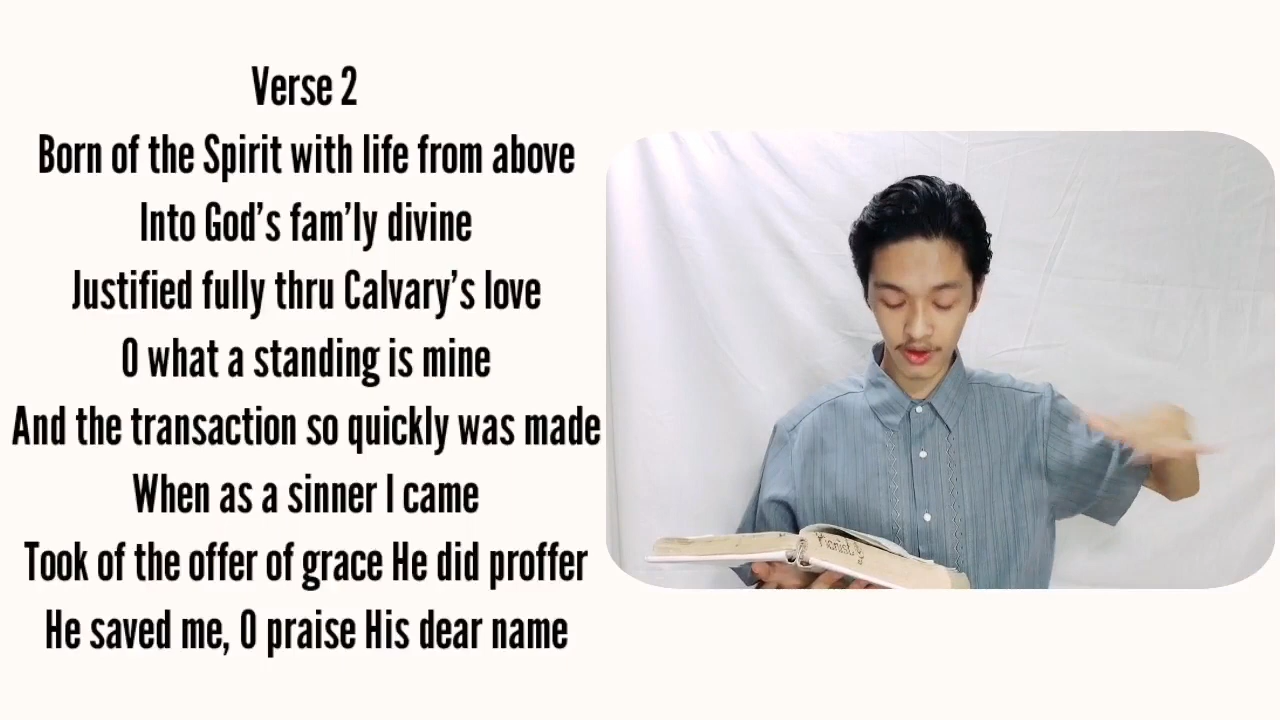 Verse 2
Born of the Spirit with life from above
Into God's fam'ly divine
Justified fully thru Calvary's love
O what a standing is mine
And the transaction so quickly was made
When as a sinner I came
Took of the offer of grace He did proffer
He saved me, O praise His dear name
Pianist